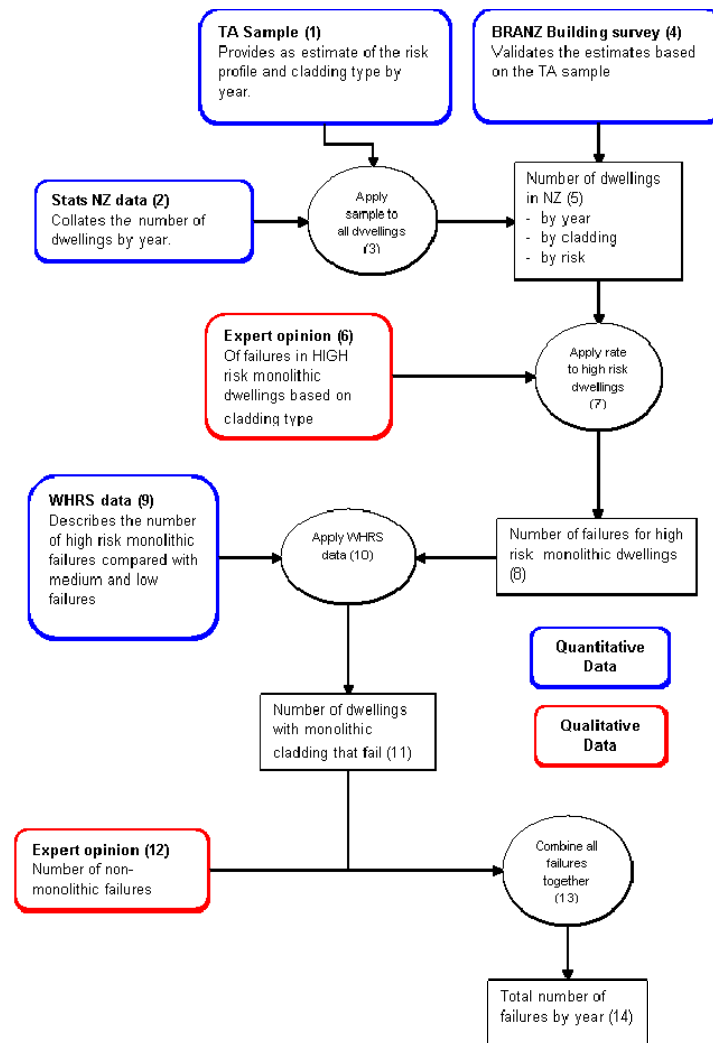 TA Sample (1)
Provides as estimate of the risk
profile and cladding type by
year.
BRANZ Building survey (4)
Validates the estimates based
on the TA sample
Stats NZ data (2)
Collates the number of
dwellings by year.
Apply
sample to
all dwellings
(3)
Number of dwellings
in NZ (5)
- by year
- by cladding
- by risk
Expert opinion (6)
Of failures in HIGH
risk monolithic
dwellings based on
cladding type
Apply rate
to high risk
dwellings
(7)
WHRS data (9)
Describes the number
of high risk monolithic
failures compared with
medium and low
failures
Apply WHRS
data (10)
Number of failures for high
risk monolithic dwellings
(8)
Quantitative
Data
Number of dwellings
with monolithic
cladding that fail (11)
Qualitative
Data
Expert opinion (12)
Number of non-
monolithic failures
Combine all
failures
together
(13)
Total number of
failures by year (14)